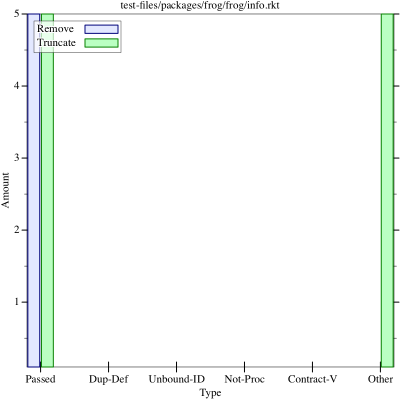 test-files/packages/frog/frog/info.rkt
Remove
Truncate
5
4
3
2
1
Amount
Passed Dup-Def Unbound-ID Not-Proc Contract-V Other
Type